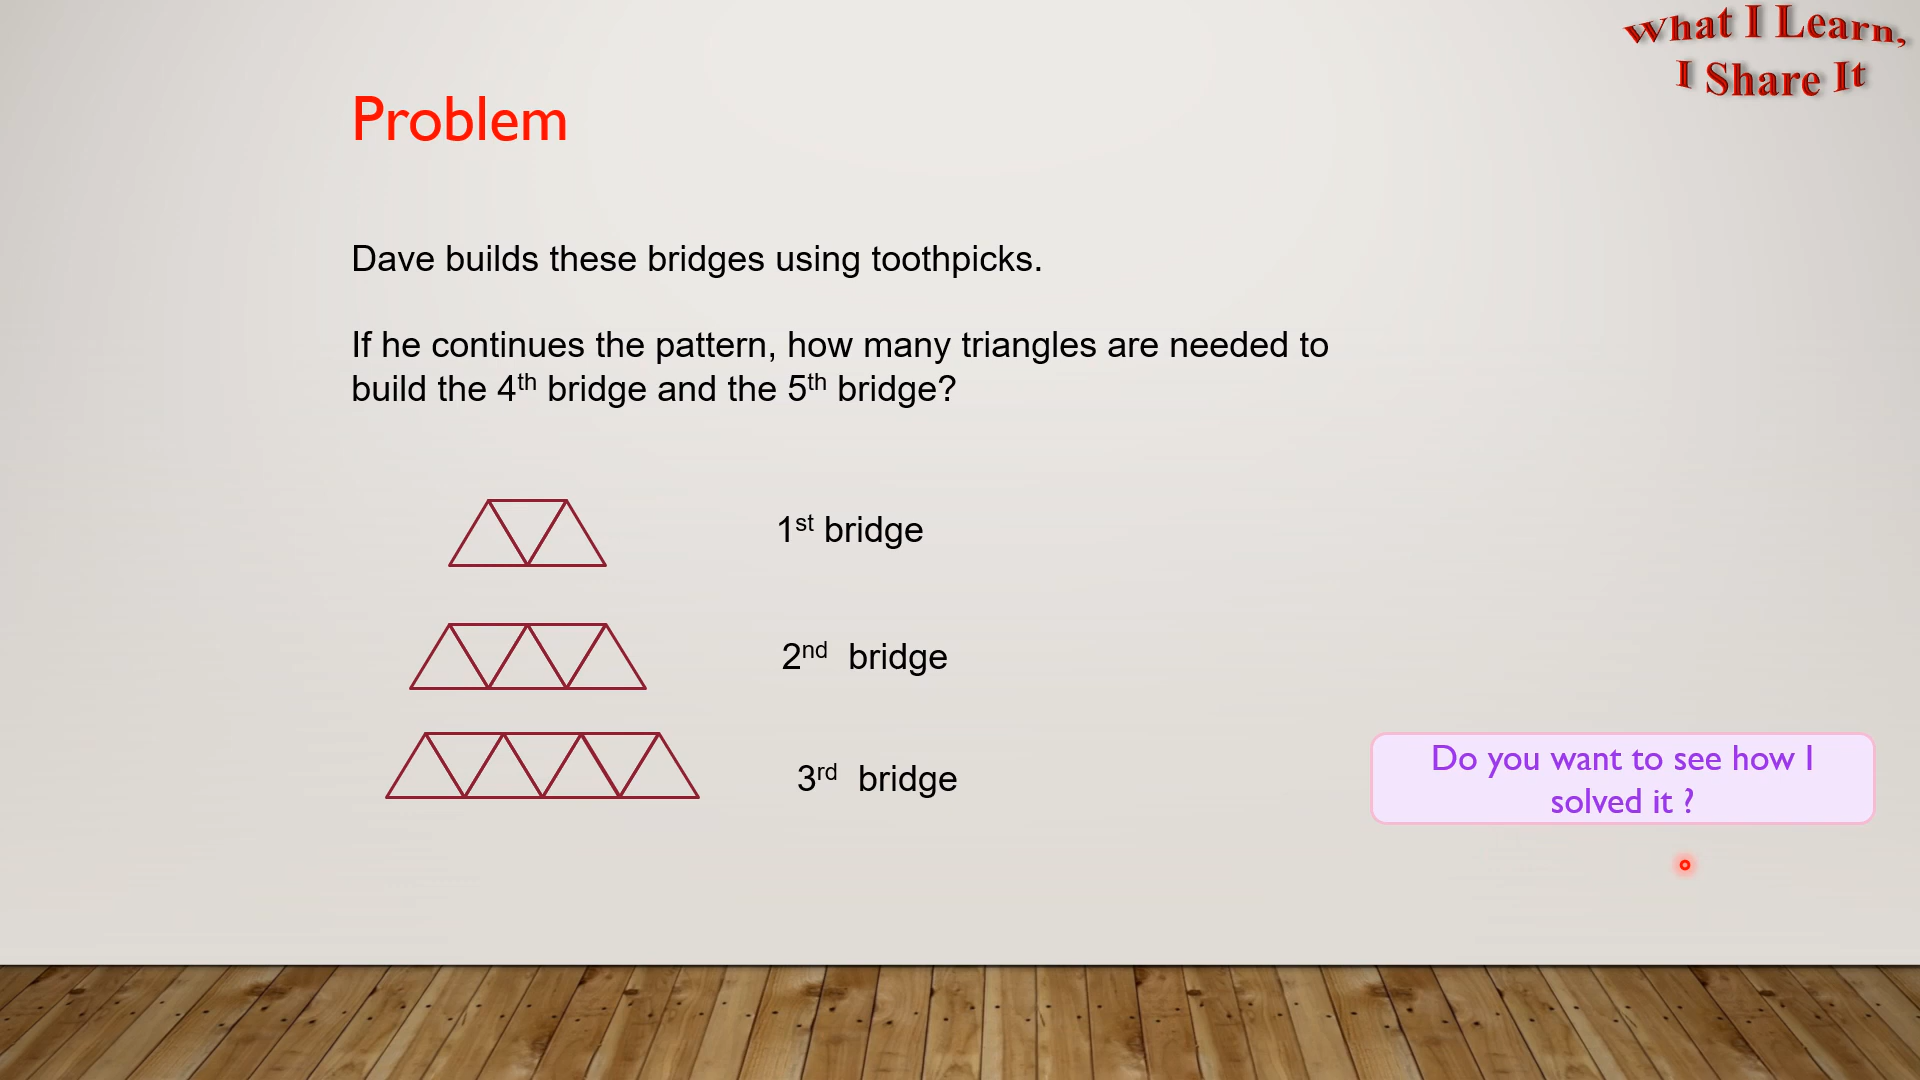 What I Learn,
I Share It
Problem
Dave builds these bridges using toothpicks.
If he continues the pattern, how many triangles are needed to
build the 4th bridge and the 5th bridge?
1st bridge
2nd bridge
3rd bridge
Do you want to see how I
solved it ?